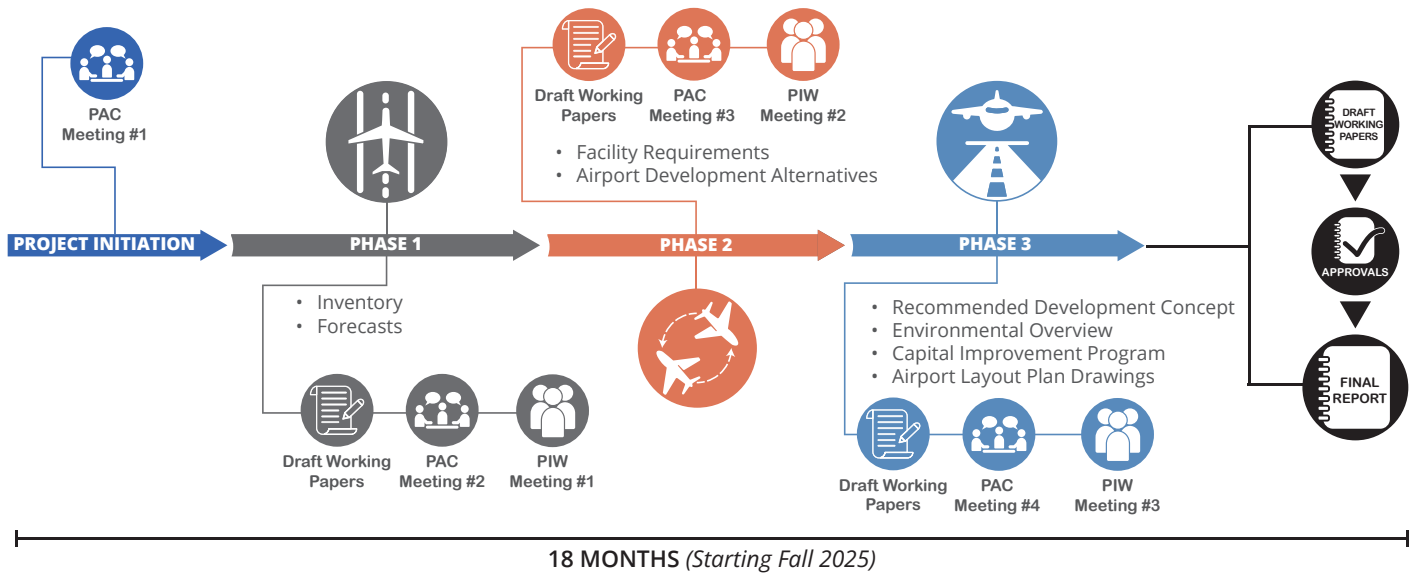 PAC
Meeting #1
PROJECT INITIATION
PHASE 1
• Inventory
• Forecasts
Draft Working
Papers
PAC
Meeting #2
PIW
Meeting #1
Draft Working
Papers
PAC
Meeting #3
PIW
Meeting #2
• Facility Requirements
• Airport Development Alternatives
PHASE 2
PHASE 3
• Recommended Development Concept
• Environmental Overview
• Capital Improvement Program
• Airport Layout Plan Drawings
Draft Working
Papers
PAC
Meeting #4
PIW
Meeting #3
DRAFT
WORKING
PAPERS
APPROVALS
FINAL
REPORT
18 MONTHS (Starting Fall 2025)